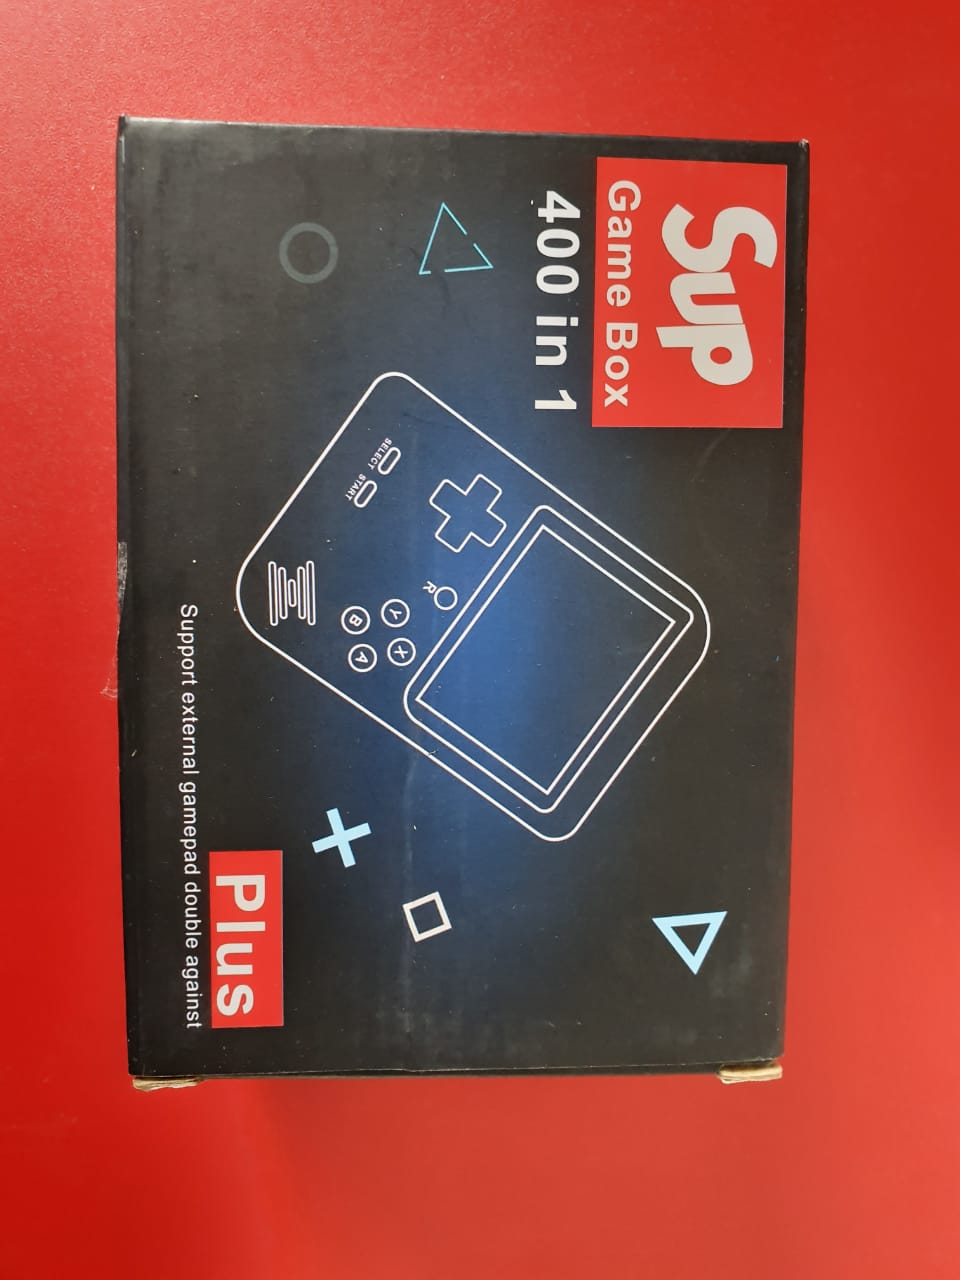 Sup
Game Box
400 in 1
SELECT
START
R
Y
X
B
A
Plus
Support external gamepad double against